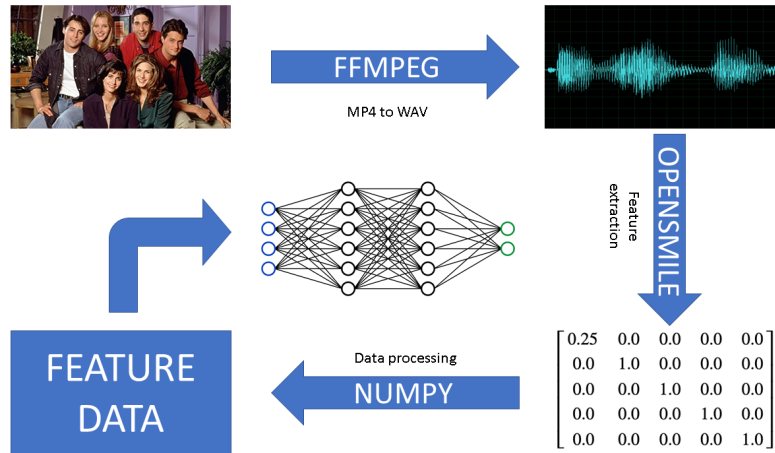 FFMPEG
MP4 to WAV
OPENSMILE
Feature
extraction
0.25 0.0 0.0 0.0 0.0
0.0 1.0 0.0 0.0 0.0
0.0 0.0 1.0 0.0 0.0
0.0 0.0 0.0 1.0 0.0
0.0 0.0 0.0 0.0 1.0
Data processing
NUMPY
FEATURE
DATA